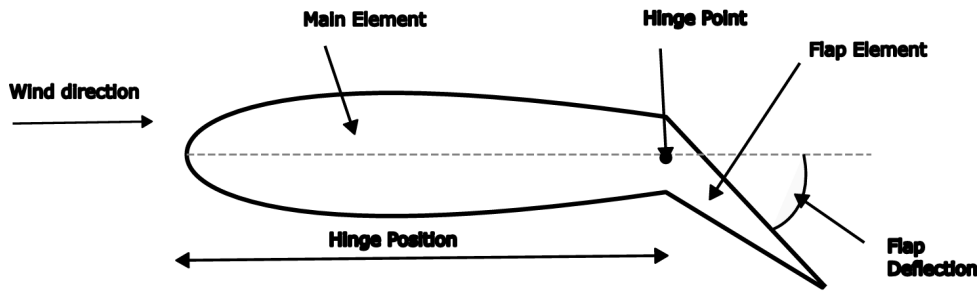 Main Element
Hinge Point
Flap Element
Wind direction
Hinge Position
Flap
Deflection